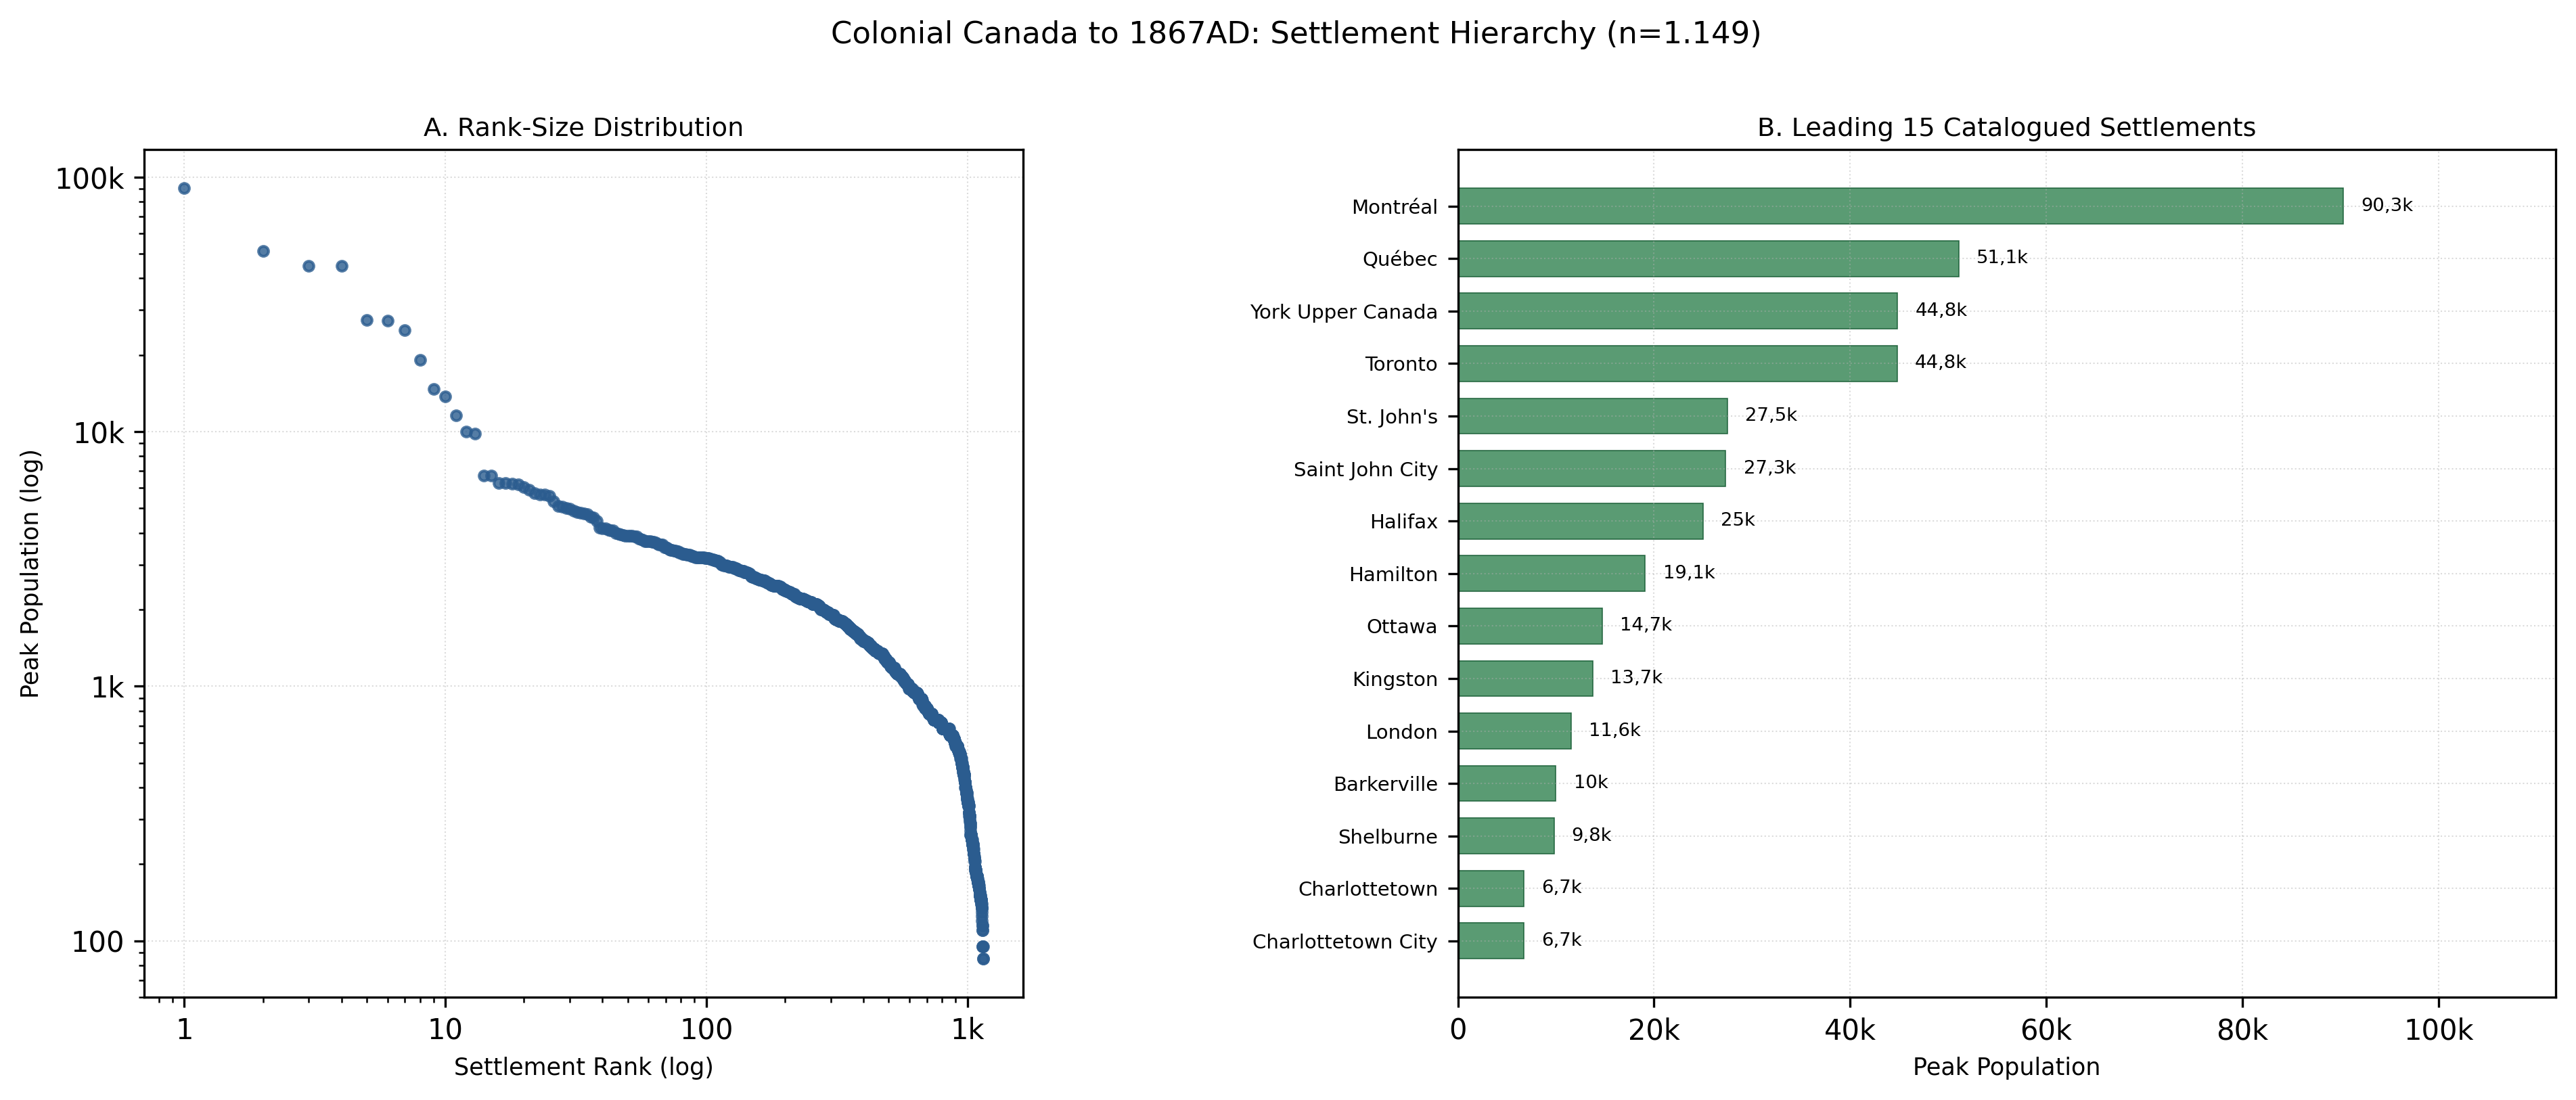 Colonial Canada to 1867AD: Settlement Hierarchy (n=1.149)
A. Rank-Size Distribution
100k
10k
1k
100
Peak Population (log)
1
10
100
1k
Settlement Rank (log)
B. Leading 15 Catalogued Settlements
Montréal
90,3k
Québec
51,1k
York Upper Canada
44,8k
Toronto
44,8k
St. John's
27,5k
Saint John City
27,3k
Halifax
25k
Hamilton
19,1k
Ottawa
14,7k
Kingston
13,7k
London
11,6k
Barkerville
10k
Shelburne
9,8k
Charlottetown
6,7k
Charlottetown City
6,7k
0
20k
40k
60k
80k
100k
Peak Population